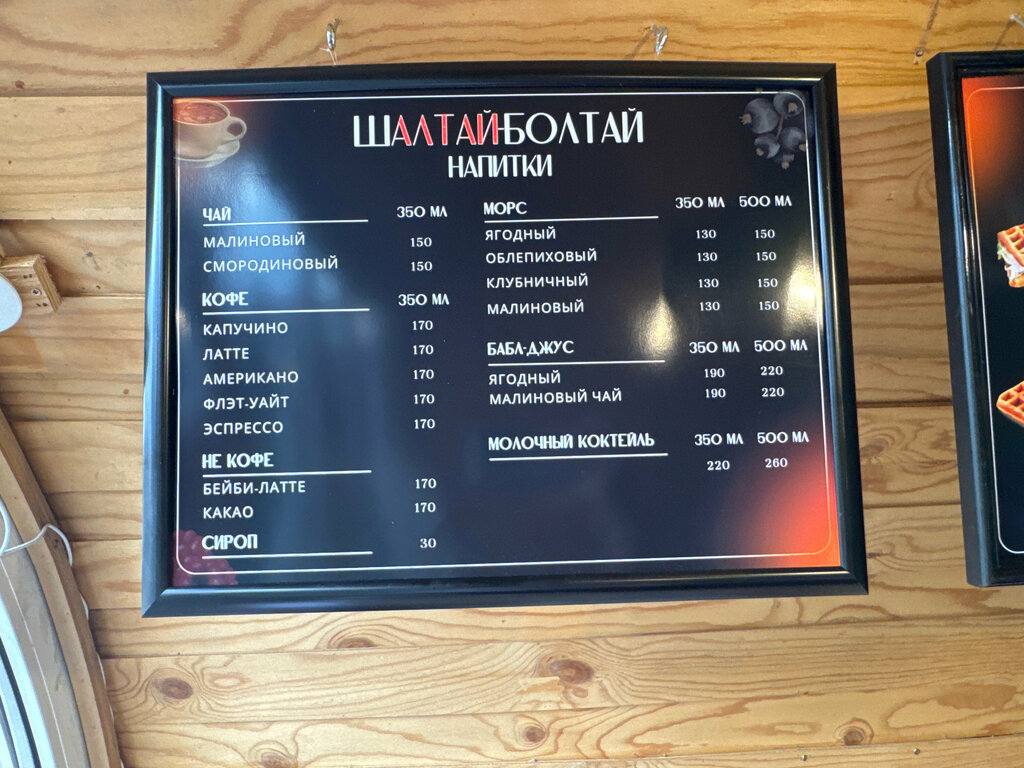 ШАЛТАЙБОЛТАЙ
НАПИТКИ
ЧАЙ 350 МЛ
МАЛИНОВЫЙ 150
СМОРОДИНОВЫЙ 150
КОФЕ 350 МЛ
КАПУЧИНО 170
ЛАТТЕ 170
АМЕРИКАНО 170
ФЛЭТ-УАЙТ 170
ЭСПРЕССО 170
НЕ КОФЕ
БЕЙБИ-ЛАТТЕ 170
КАКАО 170
СИРОП 30
МОРС 350 МЛ 500 МЛ
ЯГОДНЫЙ 130 150
ОБЛЕПИХОВЫЙ 130 150
КЛУБНИЧНЫЙ 130 150
МАЛИНОВЫЙ 130 150
БАБЛ-ДЖУС 350 МЛ 500 МЛ
ЯГОДНЫЙ 190 220
МАЛИНОВЫЙ ЧАЙ 190 220
МОЛОЧНЫЙ КОКТЕЙЛЬ 350 МЛ 500 МЛ
220 260